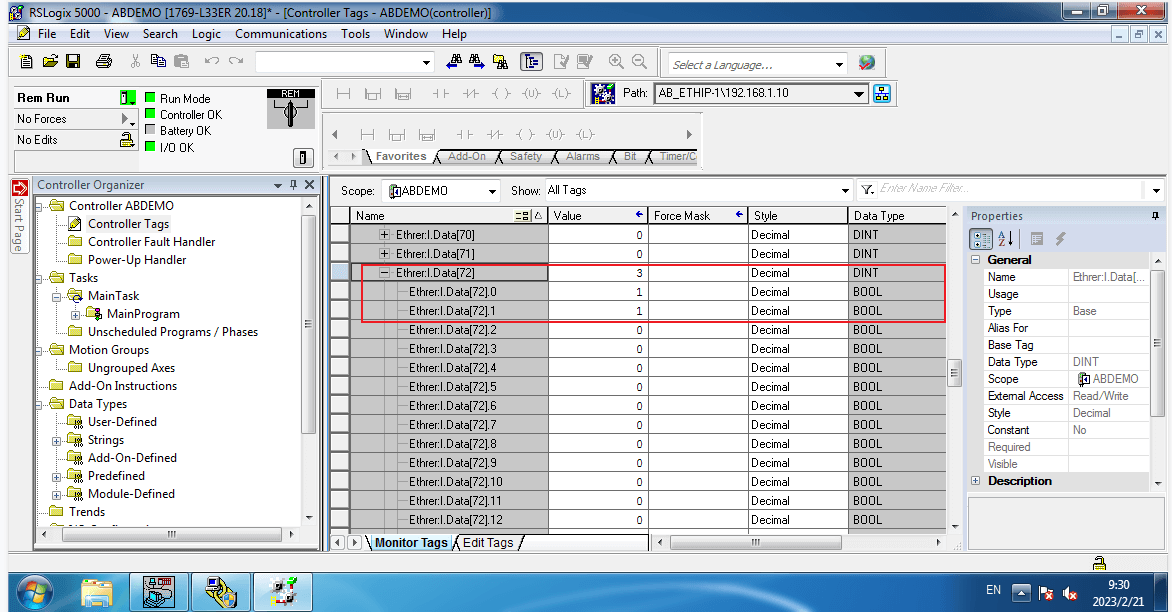 RSLogix 5000 - ABDEMO [1769-L33ER 20.18]* - [Controller Tags - ABDEMO(controller)]
File Edit View Search Logic Communications Tools Window Help
Select a Language...
Rem Run
No Forces
No Edits
Run Mode
Controller OK
Battery OK
I/O OK
REM
Path: AB_ETHIP-1\192.168.1.10
Favorites Add-On Safety Alarms Bit Timer/C
Start Page
Controller Organizer
Controller ABDEMO
Controller Tags
Controller Fault Handler
Power-Up Handler
Tasks
MainTask
MainProgram
Unscheduled Programs / Phases
Motion Groups
Ungrouped Axes
Add-On Instructions
Data Types
User-Defined
Strings
Add-On-Defined
Predefined
Module-Defined
Trends
Scope: ABDEMO Show: All Tags Enter Name Filter...
Name Value Force Mask Style Data Type
Ethrer:I.Data[70] 0 Decimal DINT
Ethrer:I.Data[71] 0 Decimal DINT
Ethrer:I.Data[72] 3 Decimal DINT
Ethrer:I.Data[72].0 1 Decimal BOOL
Ethrer:I.Data[72].1 1 Decimal BOOL
Ethrer:I.Data[72].2 0 Decimal BOOL
Ethrer:I.Data[72].3 0 Decimal BOOL
Ethrer:I.Data[72].4 0 Decimal BOOL
Ethrer:I.Data[72].5 0 Decimal BOOL
Ethrer:I.Data[72].6 0 Decimal BOOL
Ethrer:I.Data[72].7 0 Decimal BOOL
Ethrer:I.Data[72].8 0 Decimal BOOL
Ethrer:I.Data[72].9 0 Decimal BOOL
Ethrer:I.Data[72].10 0 Decimal BOOL
Ethrer:I.Data[72].11 0 Decimal BOOL
Ethrer:I.Data[72].12 0 Decimal BOOL
Monitor Tags Edit Tags
Properties
General
Name Ethrer:I.Data[...
Usage
Type Base
Alias For
Base Tag
Data Type DINT
Scope ABDEMO
External Access Read/Write
Style Decimal
Constant No
Required
Visible
Description
EN
9:30
2023/2/21